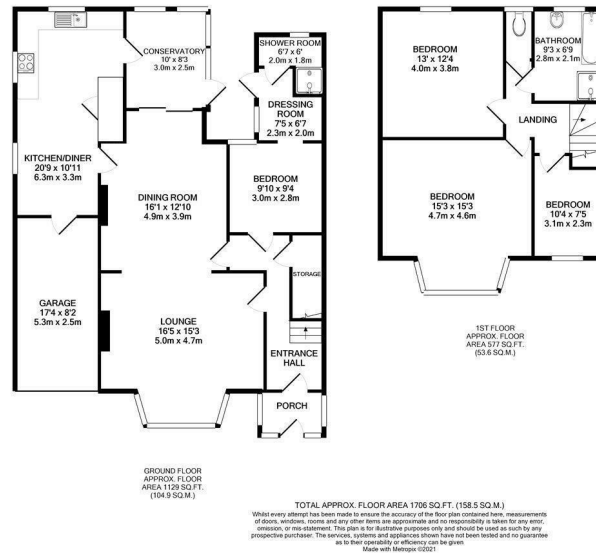 CONSERVATORY
10' x 8'3
3.0m x 2.5m
SHOWER ROOM
6'7 x 6'
2.0m x 1.8m
DRESSING
ROOM
7'5 x 6'7
2.3m x 2.0m
KITCHEN/DINER
20'9 x 10'11
6.3m x 3.3m
BEDROOM
9'10 x 9'4
3.0m x 2.8m
DINING ROOM
16'1 x 12'10
4.9m x 3.9m
STORAGE
GARAGE
17'4 x 8'2
5.3m x 2.5m
LOUNGE
16'5 x 15'3
5.0m x 4.7m
ENTRANCE
HALL
PORCH
GROUND FLOOR
APPROX. FLOOR
AREA 1129 SQ.FT.
(104.9 SQ.M.)
BEDROOM
13' x 12'4
4.0m x 3.8m
BATHROOM
9'3 x 6'9
2.8m x 2.1m
LANDING
BEDROOM
15'3 x 15'3
4.7m x 4.6m
BEDROOM
10'4 x 7'5
3.1m x 2.3m
1ST FLOOR
APPROX. FLOOR
AREA 577 SQ.FT.
(53.6 SQ.M.)
TOTAL APPROX. FLOOR AREA 1706 SQ.FT. (158.5 SQ.M.)
Whilst every attempt has been made to ensure the accuracy of the floor plan contained here, measurements
of doors, windows, rooms and any other items are approximate and no responsibility is taken for any error,
omission, or mis-statement. This plan is for illustrative purposes only and should be used as such by any
prospective purchaser. The services, systems and appliances shown have not been tested and no guarantee
as to their operability or efficiency can be given
Made with Metropix ©2021